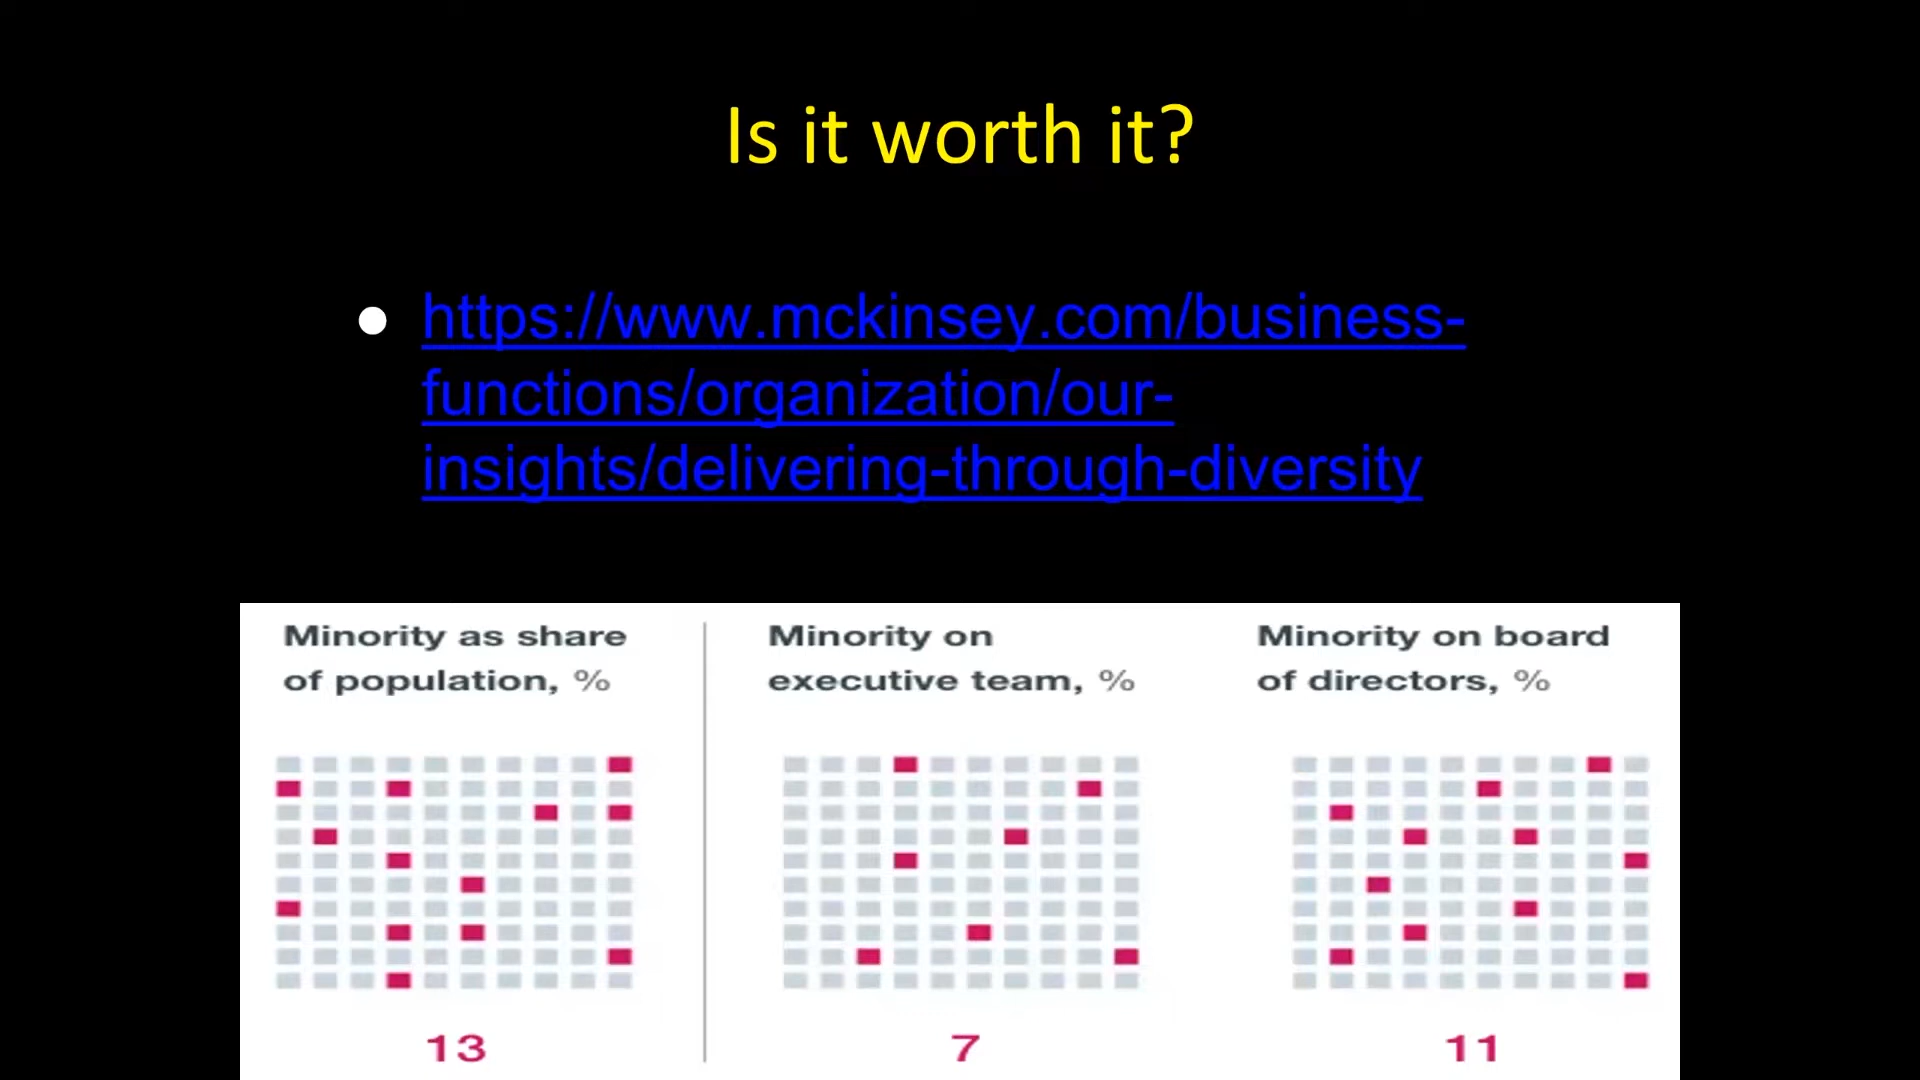 Is it worth it?
https://www.mckinsey.com/business-
functions/organization/our-
insights/delivering-through-diversity
Minority as share
of population, %
13
Minority on
executive team, %
7
Minority on board
of directors, %
11